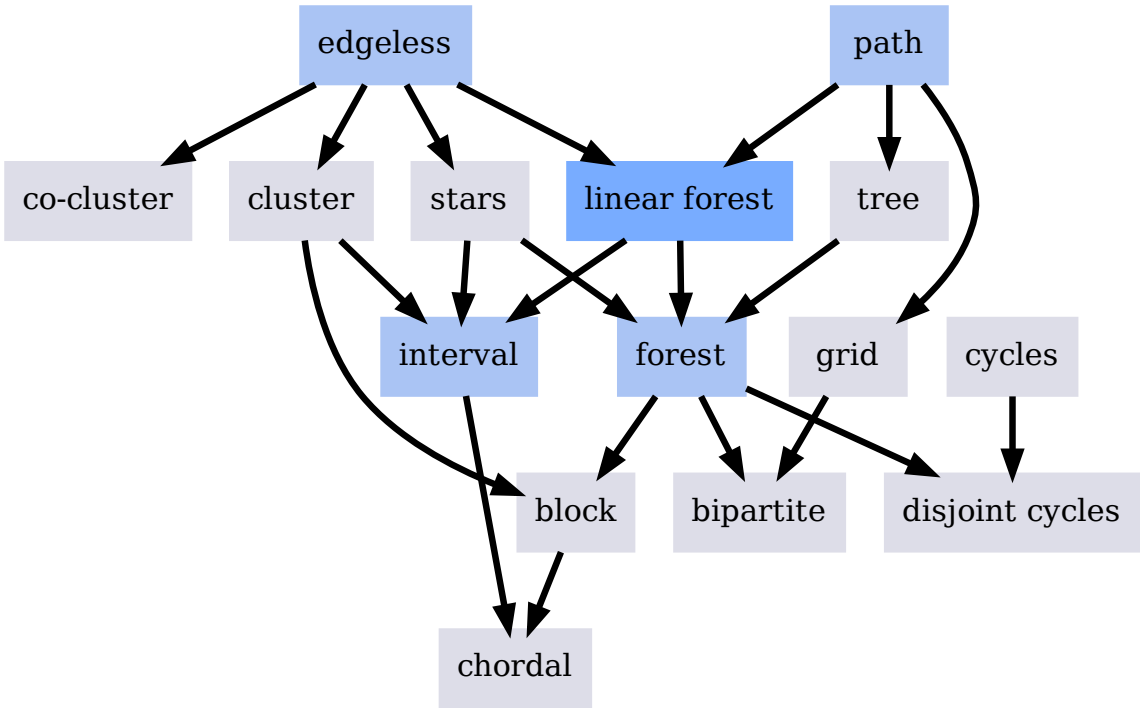 edgeless
path
co-cluster
cluster
stars
linear forest
tree
interval
forest
grid
cycles
block
bipartite
disjoint cycles
chordal